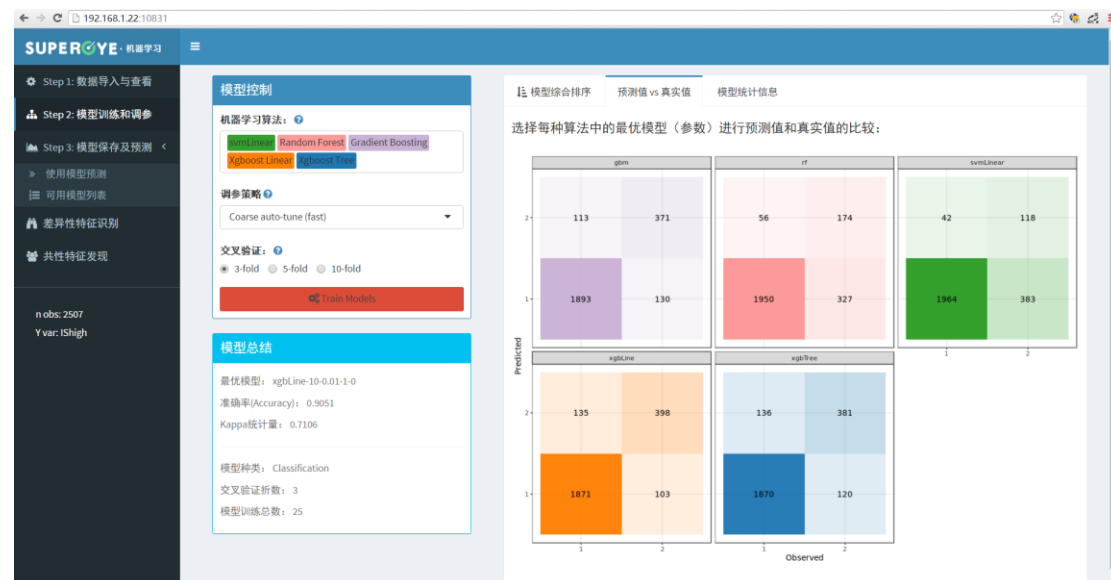 192.168.1.22:10831
SUPEROYE · 机器学习
Step 1: 数据导入与查看
Step 2: 模型训练和调参
Step 3: 模型保存及预测
使用模型预测
可用模型列表
差异性特征识别
共性特征发现
n obs: 2507
Y var: IShigh
模型控制
机器学习算法：
svmLinear Random Forest Gradient Boosting
Xgboost Linear Xgboost Tree
调参策略
Coarse auto-tune (fast)
交叉验证：
3-fold 5-fold 10-fold
Train Models
模型总结
最优模型： xgbLine-10-0.01-1-0
准确率(Accuracy)： 0.9051
Kappa统计量： 0.7106
模型种类： Classification
交叉验证折数： 3
模型训练总数： 25
模型综合排序 预测值 vs 真实值 模型统计信息
选择每种算法中的最优模型（参数）进行预测值和真实值的比较：
gbm rf svmLinear
2 113 371 56 174 42 118
1 1893 130 1950 327 1964 383
1 2
Predicted
xgbLine xgbTree
2 135 398 136 381
1 1871 103 1870 120
1 2 1 2
Observed